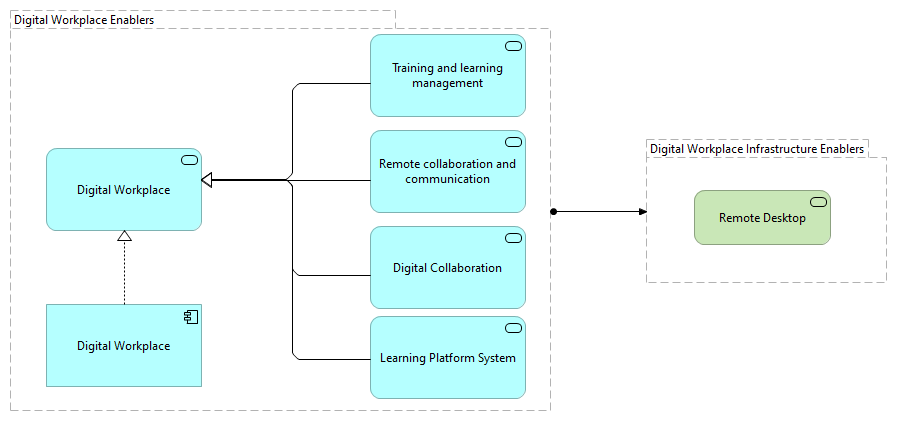 Digital Workplace Enablers
Training and learning
management
Remote collaboration and
communication
Digital Workplace
Digital Collaboration
Digital Workplace
Learning Platform System
Digital Workplace Infrastructure Enablers
Remote Desktop